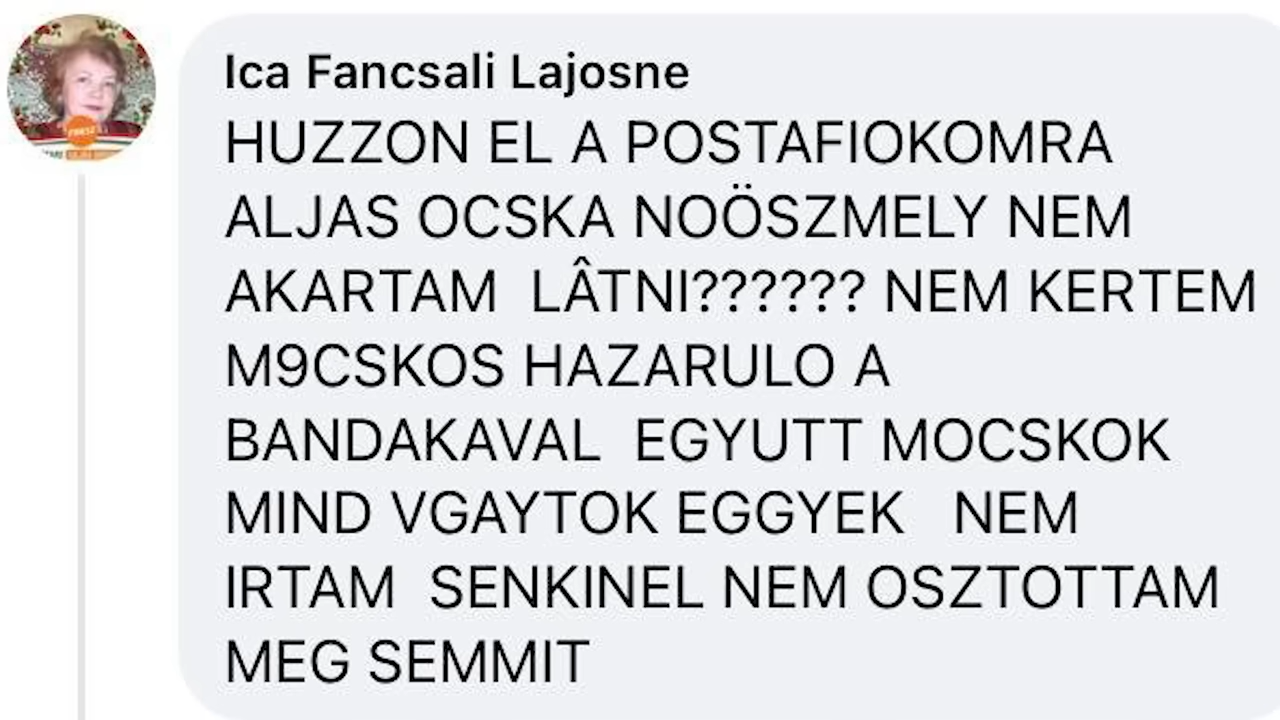 Ica Fancsali Lajosne
HUZZON EL A POSTAFIOKOMRA
ALJAS OCSKA NOÖSZMELY NEM
AKARTAM LÂTNI?????? NEM KERTEM
M9CSKOS HAZARULO A
BANDAKAVAL EGYUTT MOCSKOK
MIND VGAYTOK EGGYEK NEM
IRTAM SENKINEL NEM OSZTOTTAM
MEG SEMMIT